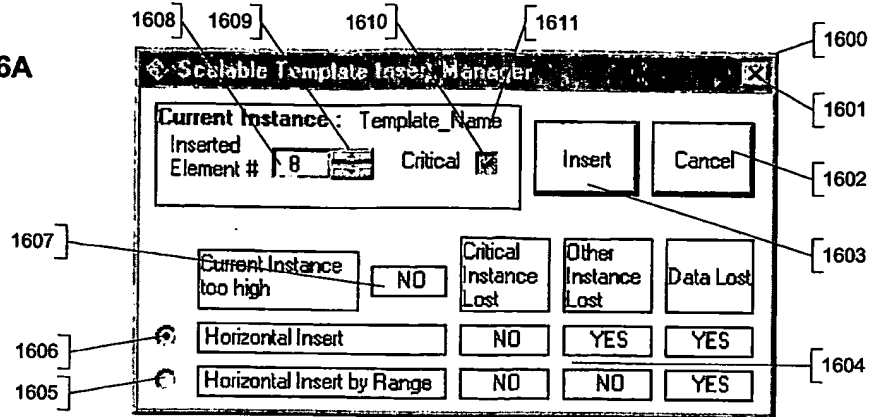 1608 1609 1610 1611
1600
6A
Scalable Template Insert Manager
1601
Current Instance : Template_Name
Inserted
Element # 8 Critical Insert Cancel
1602
1607
1603
Current Instance
too high NO
Critical
Instance
Lost
Other
Instance
Lost
Data Lost
1606 Horizontal Insert NO YES YES
1604
1605 Horizontal Insert by Range NO NO YES